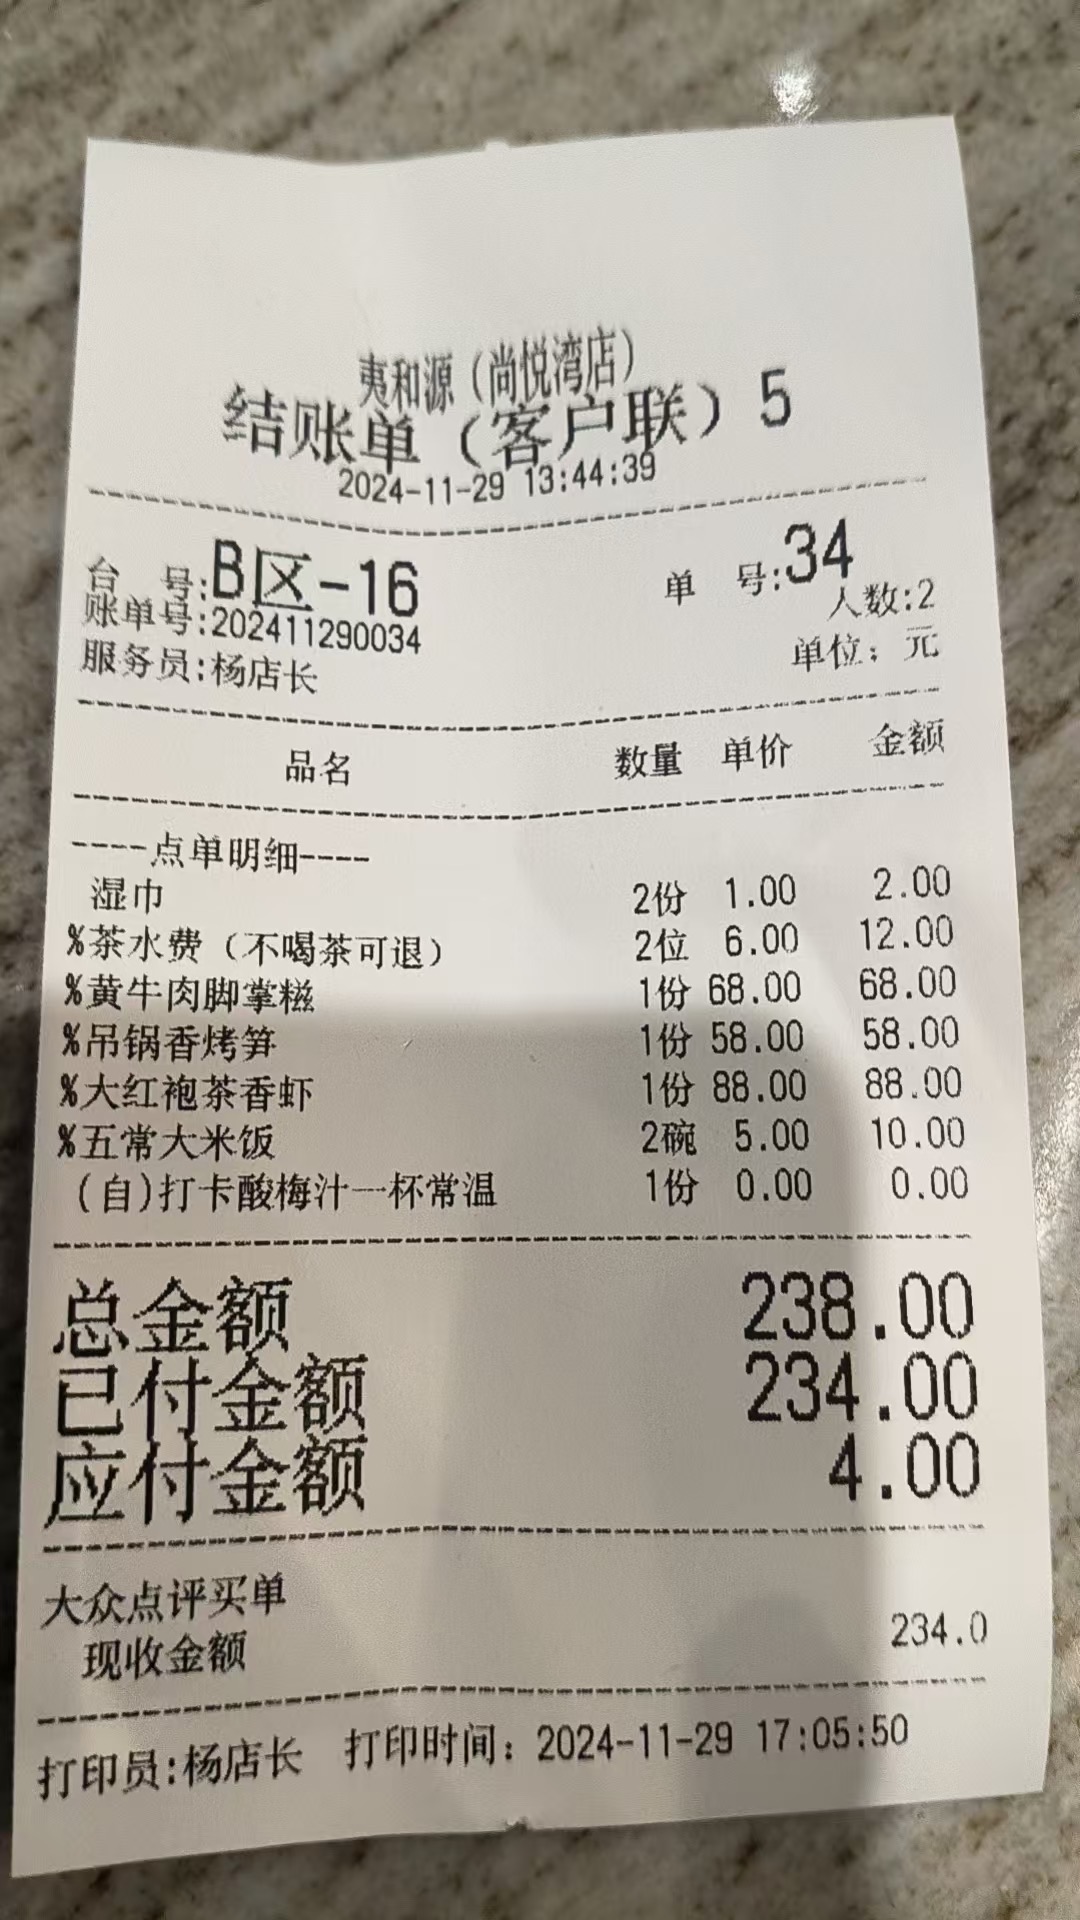 夷和源（尚悦湾店）
结账单（客户联）5
2024-11-29 13:44:39
台 号:B区-16 单 号:34
账单号:202411290034 人数:2
服务员:杨店长 单位：元
品名 数量 单价 金额
----点单明细----
湿巾 2份 1.00 2.00
%茶水费（不喝茶可退） 2位 6.00 12.00
%黄牛肉脚掌糍 1份 68.00 68.00
%吊锅香烤笋 1份 58.00 58.00
%大红袍茶香虾 1份 88.00 88.00
%五常大米饭 2碗 5.00 10.00
(自)打卡酸梅汁一杯常温 1份 0.00 0.00
总金额 238.00
已付金额 234.00
应付金额 4.00
大众点评买单
现收金额 234.0
打印员:杨店长 打印时间：2024-11-29 17:05:50